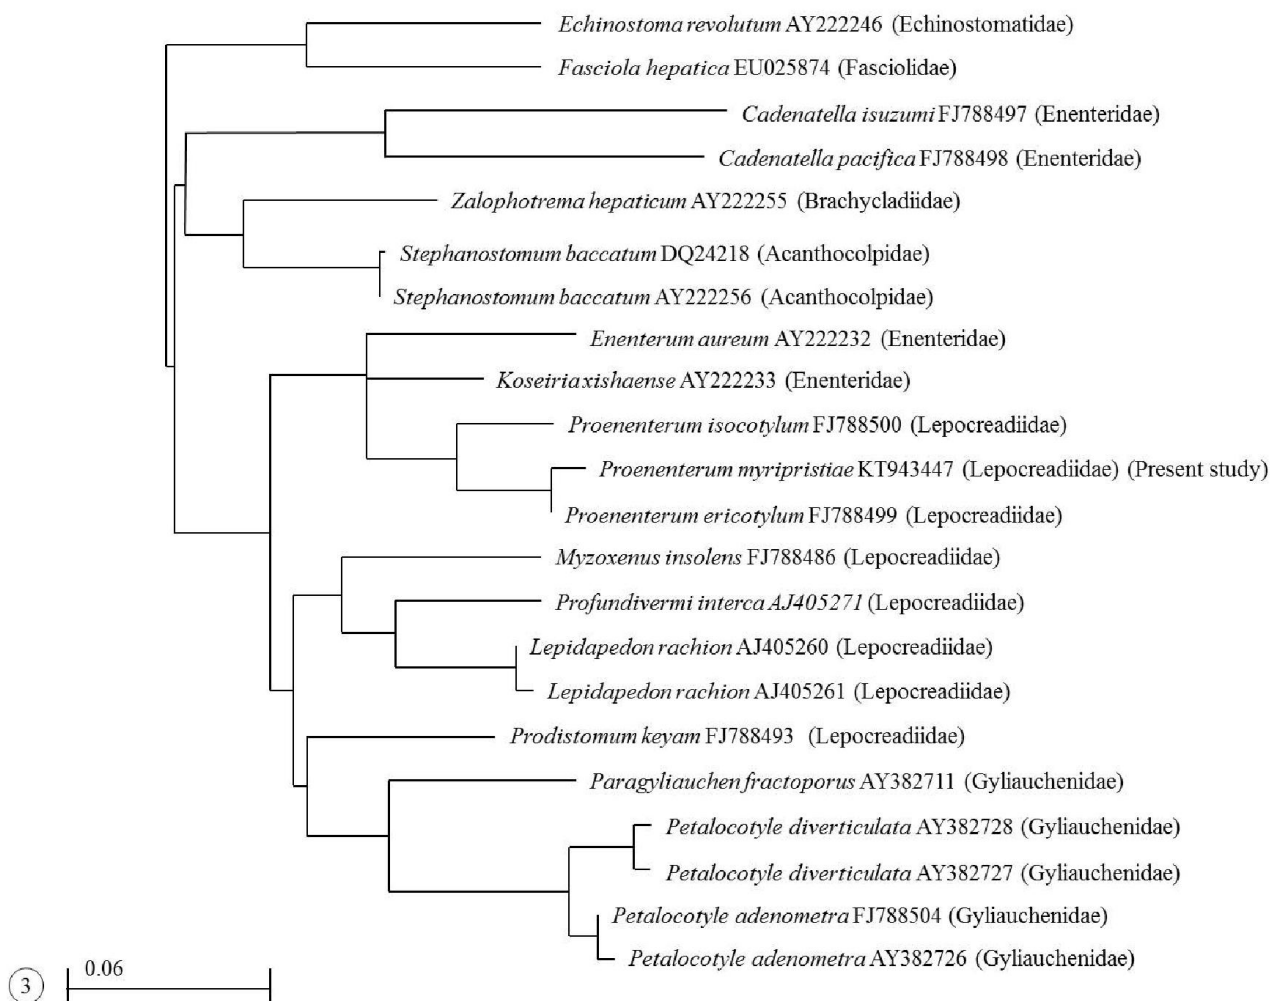 Echinostoma revolutum AY222246 (Echinostomatidae)
Fasciola hepatica EU025874 (Fasciolidae)
Cadenatella isuzumi FJ788497 (Enenteridae)
Cadenatella pacifica FJ788498 (Enenteridae)
Zalophotrema hepaticum AY222255 (Brachycladiidae)
Stephanostomum baccatum DQ24218 (Acanthocolpidae)
Stephanostomum baccatum AY222256 (Acanthocolpidae)
Enenterum aureum AY222232 (Enenteridae)
Koseiria xishaense AY222233 (Enenteridae)
Proenenterum isocotylum FJ788500 (Lepocreadiidae)
Proenenterum myripristiae KT943447 (Lepocreadiidae) (Present study)
Proenenterum ericotylum FJ788499 (Lepocreadiidae)
Myzoxenus insolens FJ788486 (Lepocreadiidae)
Profundivermi interca AJ405271 (Lepocreadiidae)
Lepidapedon rachion AJ405260 (Lepocreadiidae)
Lepidapedon rachion AJ405261 (Lepocreadiidae)
Prodistomum keyam FJ788493 (Lepocreadiidae)
Paragyliauchen fractoporus AY382711 (Gyliauchenidae)
Petalocotyle diverticulata AY382728 (Gyliauchenidae)
Petalocotyle diverticulata AY382727 (Gyliauchenidae)
Petalocotyle adenometra FJ788504 (Gyliauchenidae)
Petalocotyle adenometra AY382726 (Gyliauchenidae)
0.06
3